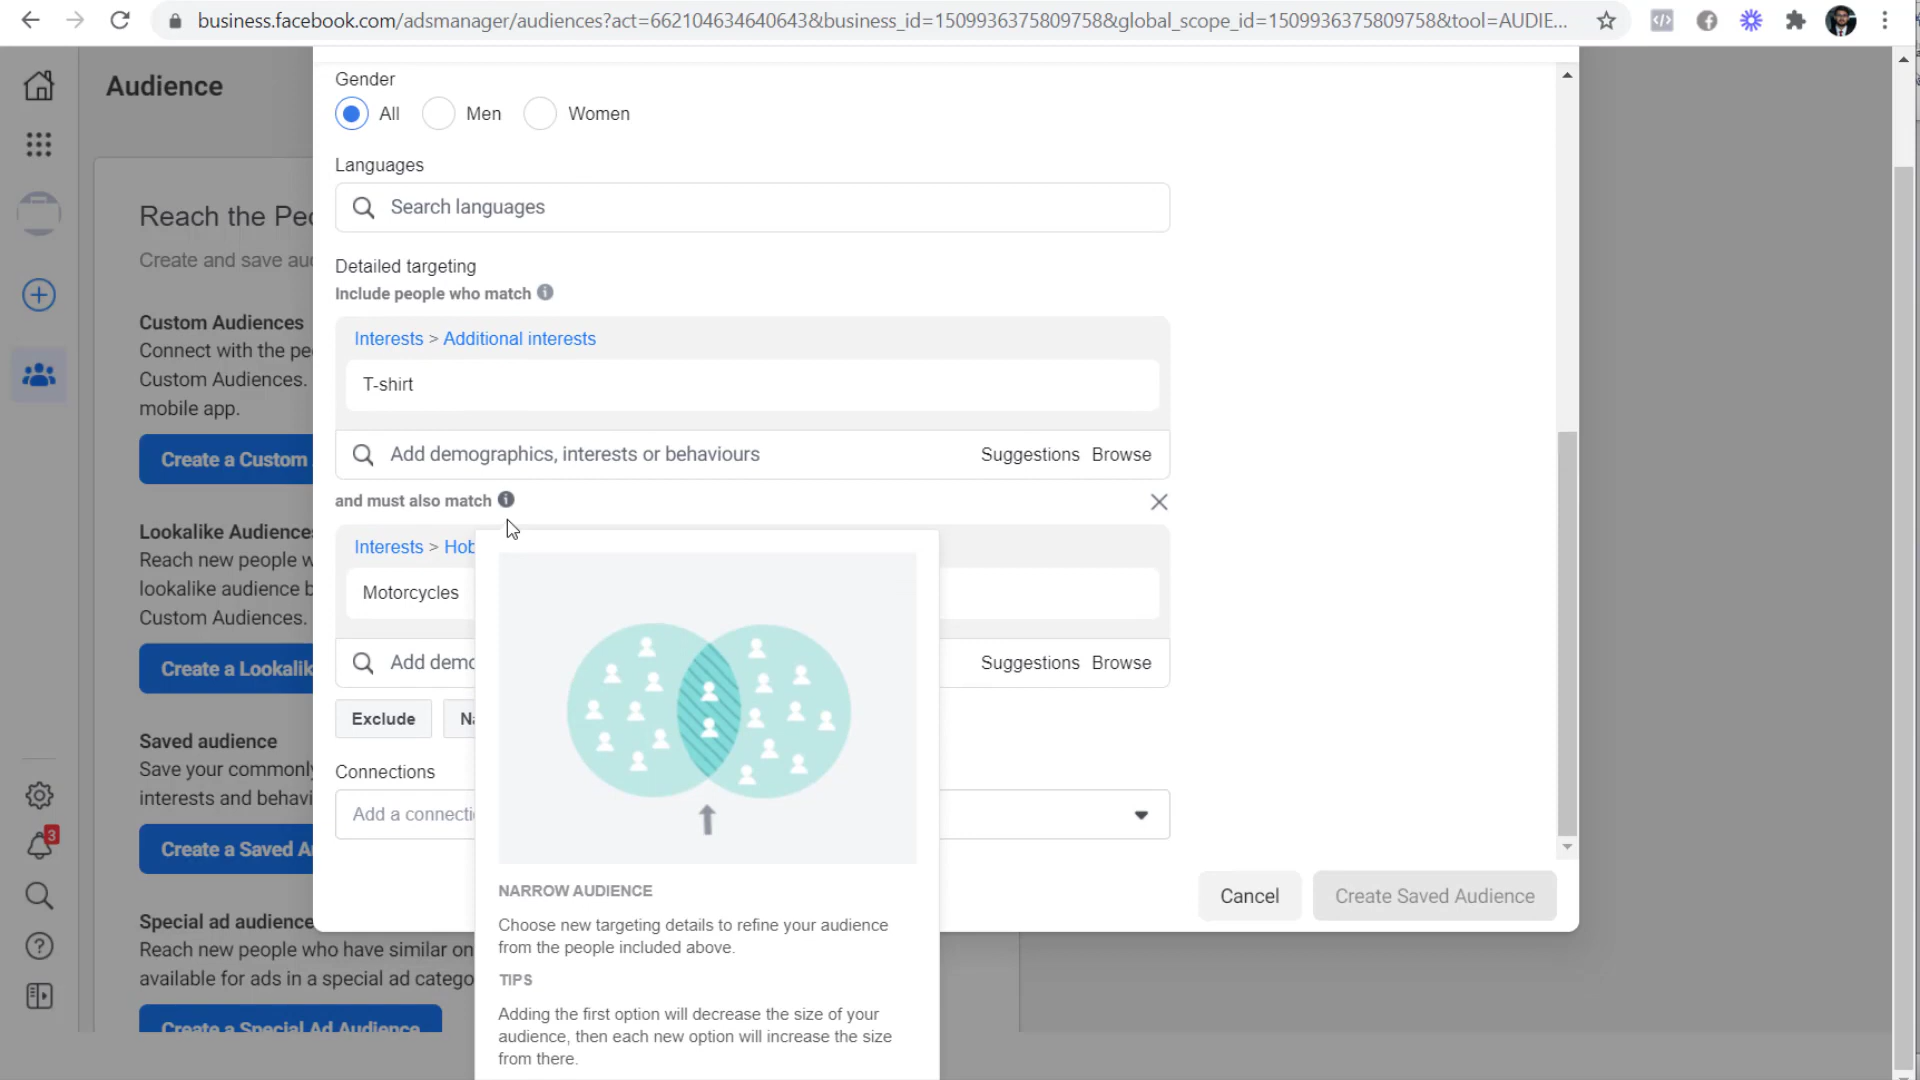 business.facebook.com/adsmanager/audiences?act=662104634640643&business_id=1509936375809758&global_scope_id=1509936375809758&tool=AUDIE...
Audience
Reach the Peo
Create and save au
Custom Audiences
Connect with the pe
Custom Audiences.
mobile app.
Create a Custom
Lookalike Audiences
Reach new people w
lookalike audience b
Custom Audiences.
Create a Lookalik
Saved audience
Save your commonly
interests and behavi
Create a Saved A
Special ad audience
Reach new people who have similar on
available for ads in a special ad catego
Create a Special Ad Audience
3
Gender
All
Men
Women
Languages
Search languages
Detailed targeting
Include people who match
Interests > Additional interests
T-shirt
Add demographics, interests or behaviours
Suggestions Browse
and must also match
Interests > Hob
Motorcycles
Add demo
Suggestions Browse
Exclude
Na
Connections
Add a connecti
NARROW AUDIENCE
Choose new targeting details to refine your audience
from the people included above.
TIPS
Adding the first option will decrease the size of your
audience, then each new option will increase the size
from there.
Cancel
Create Saved Audience